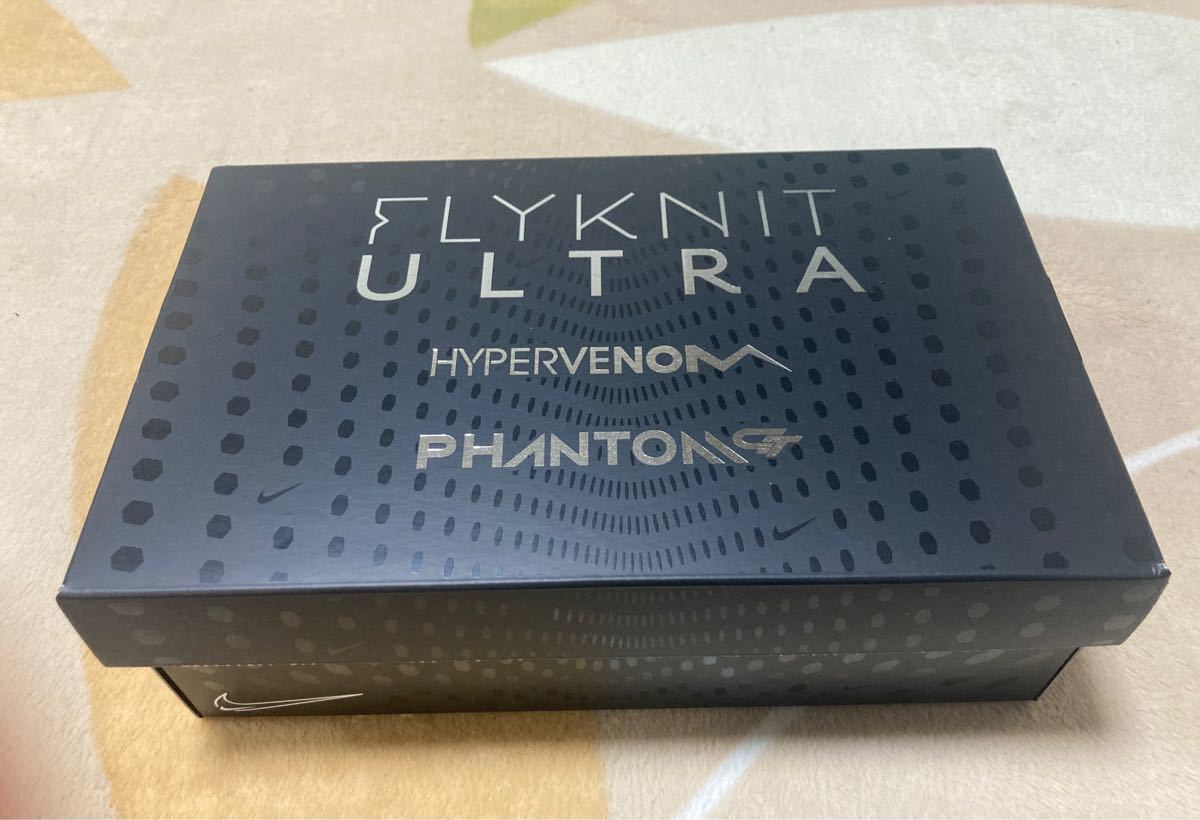 FLYKNIT
ULTRA
HYPERVENOM
PHANTOM GT